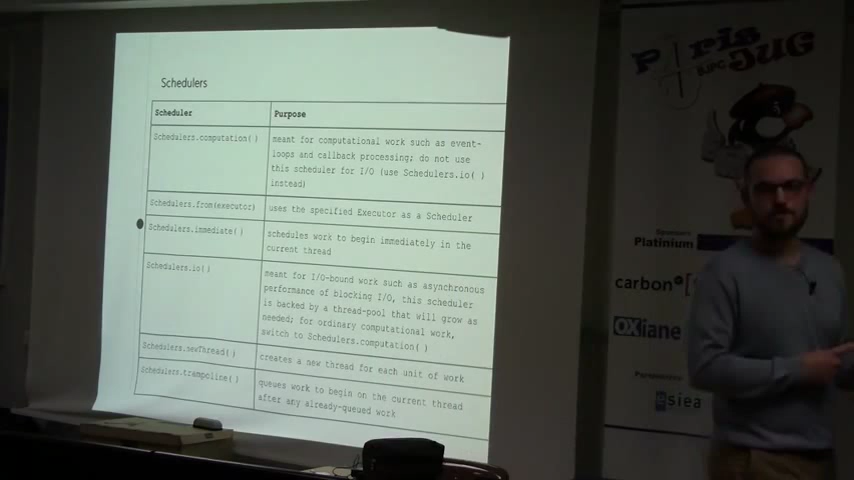 Schedulers
Scheduler
Purpose
Schedulers.computation( )
meant for computational work such as event-
loops and callback processing; do not use
this scheduler for I/O (use Schedulers.io( )
instead)
Schedulers.from(executor)
uses the specified Executor as a Scheduler
Schedulers.immediate( )
schedules work to begin immediately in the
current thread
Schedulers.io( )
meant for I/O-bound work such as asynchronous
performance of blocking I/O, this scheduler
is backed by a thread-pool that will grow as
needed; for ordinary computational work,
switch to Schedulers.computation( )
Schedulers.newThread( )
creates a new thread for each unit of work
Schedulers.trampoline( )
queues work to begin on the current thread
after any already-queued work
Paris
JUG
Sponsors
Platinium
carbon
OXiane
siea